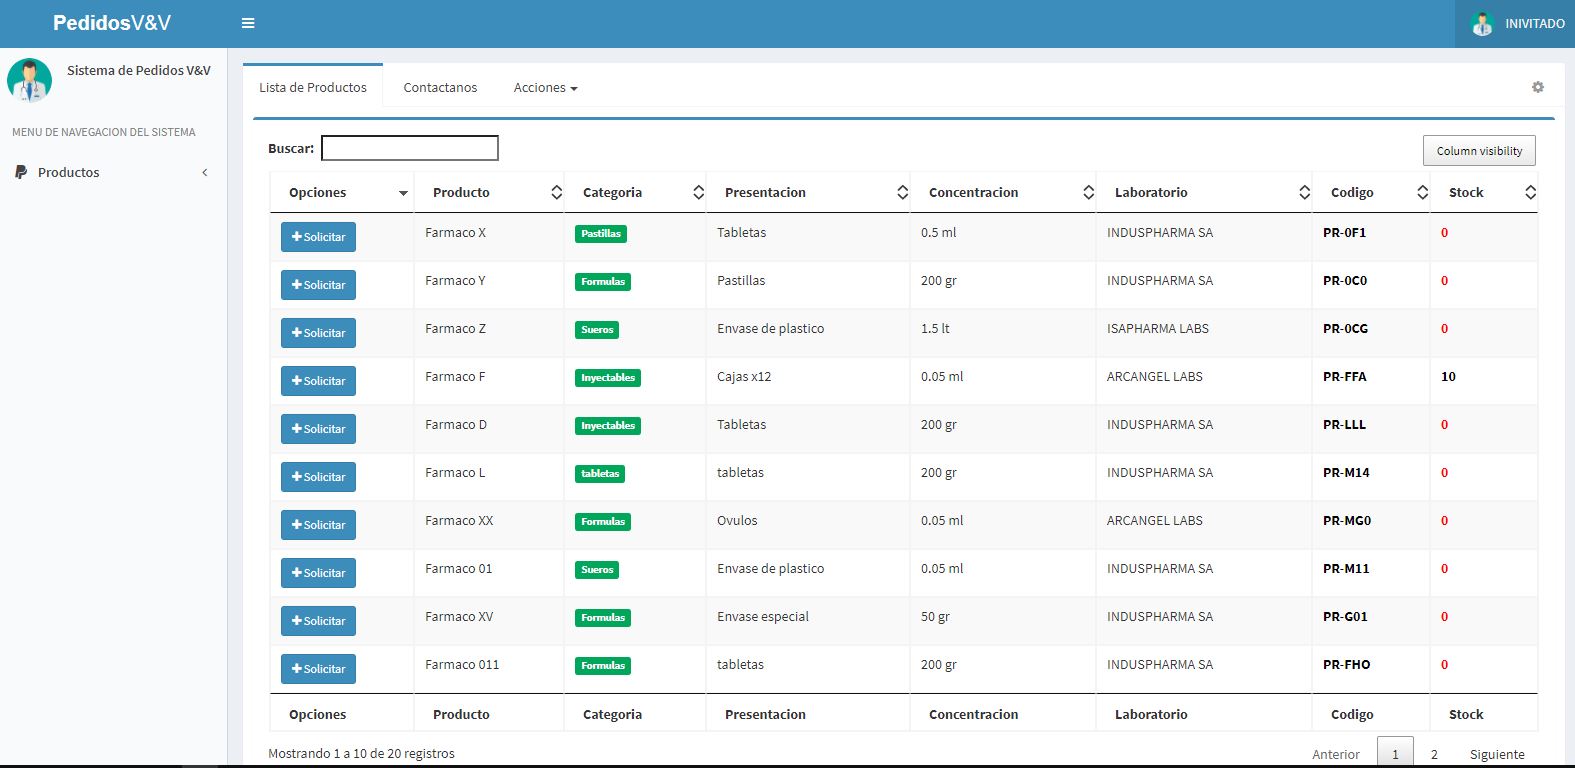 PedidosV&V
INIVITADO
Sistema de Pedidos V&V
MENU DE NAVEGACION DEL SISTEMA
Productos
Lista de Productos Contactanos Acciones
Buscar:
Column visibility
Opciones Producto Categoria Presentacion Concentracion Laboratorio Codigo Stock
+Solicitar Farmaco X Pastillas Tabletas 0.5 ml INDUSPHARMA SA PR-0F1 0
+Solicitar Farmaco Y Formulas Pastillas 200 gr INDUSPHARMA SA PR-0C0 0
+Solicitar Farmaco Z Sueros Envase de plastico 1.5 lt ISAPHARMA LABS PR-0CG 0
+Solicitar Farmaco F Inyectables Cajas x12 0.05 ml ARCANGEL LABS PR-FFA 10
+Solicitar Farmaco D Inyectables Tabletas 200 gr INDUSPHARMA SA PR-LLL 0
+Solicitar Farmaco L tabletas tabletas 200 gr INDUSPHARMA SA PR-M14 0
+Solicitar Farmaco XX Formulas Ovulos 0.05 ml ARCANGEL LABS PR-MG0 0
+Solicitar Farmaco 01 Sueros Envase de plastico 0.05 ml INDUSPHARMA SA PR-M11 0
+Solicitar Farmaco XV Formulas Envase especial 50 gr INDUSPHARMA SA PR-G01 0
+Solicitar Farmaco 011 Formulas tabletas 200 gr INDUSPHARMA SA PR-FHO 0
Opciones Producto Categoria Presentacion Concentracion Laboratorio Codigo Stock
Mostrando 1 a 10 de 20 registros
Anterior 1 2 Siguiente